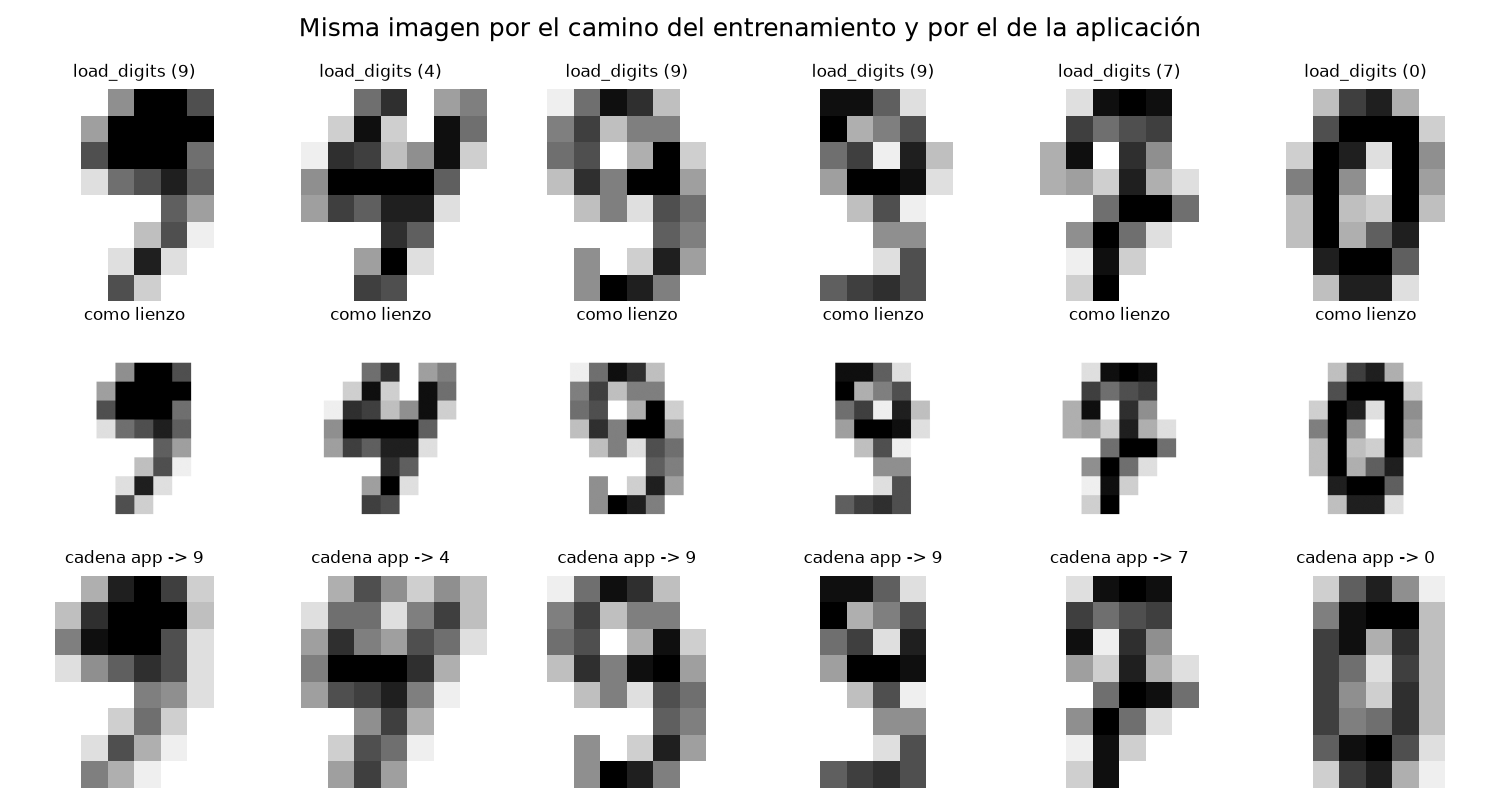 Misma imagen por el camino del entrenamiento y por el de la aplicación
load_digits (9) load_digits (4) load_digits (9) load_digits (9) load_digits (7) load_digits (0)
como lienzo como lienzo como lienzo como lienzo como lienzo como lienzo
cadena app -> 9 cadena app -> 4 cadena app -> 9 cadena app -> 9 cadena app -> 7 cadena app -> 0